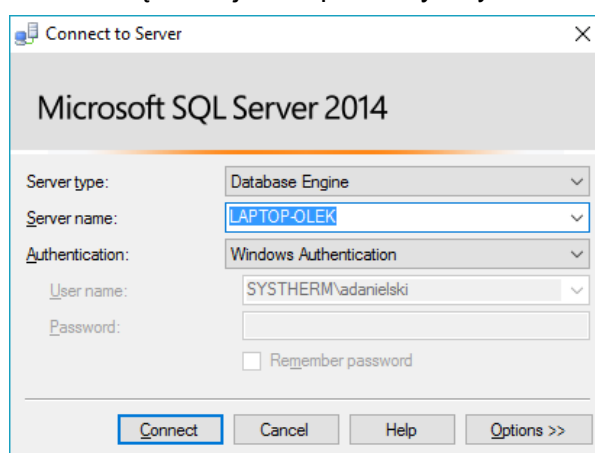 Connect to Server
Microsoft SQL Server 2014
Server type: Database Engine
Server name: LAPTOP-OLEK
Authentication: Windows Authentication
User name: SYSTHERM\adanielski
Password:
Remember password
Connect Cancel Help Options >>